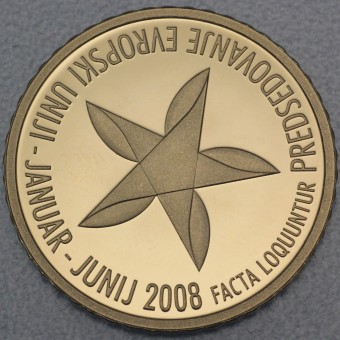 PREDSEDOVANJE EVROPSKI UNIJI - JANUAR - JUNIJ 2008
FACTA LOQUUNTUR